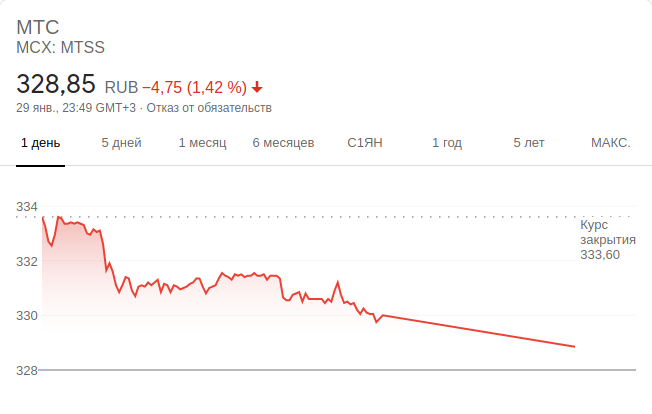 МТС
MCX: MTSS
328,85 RUB −4,75 (1,42 %)
29 янв., 23:49 GMT+3 · Отказ от обязательств
1 день 5 дней 1 месяц 6 месяцев С1ЯН 1 год 5 лет МАКС.
334
Курс
закрытия
333,60
332
330
328